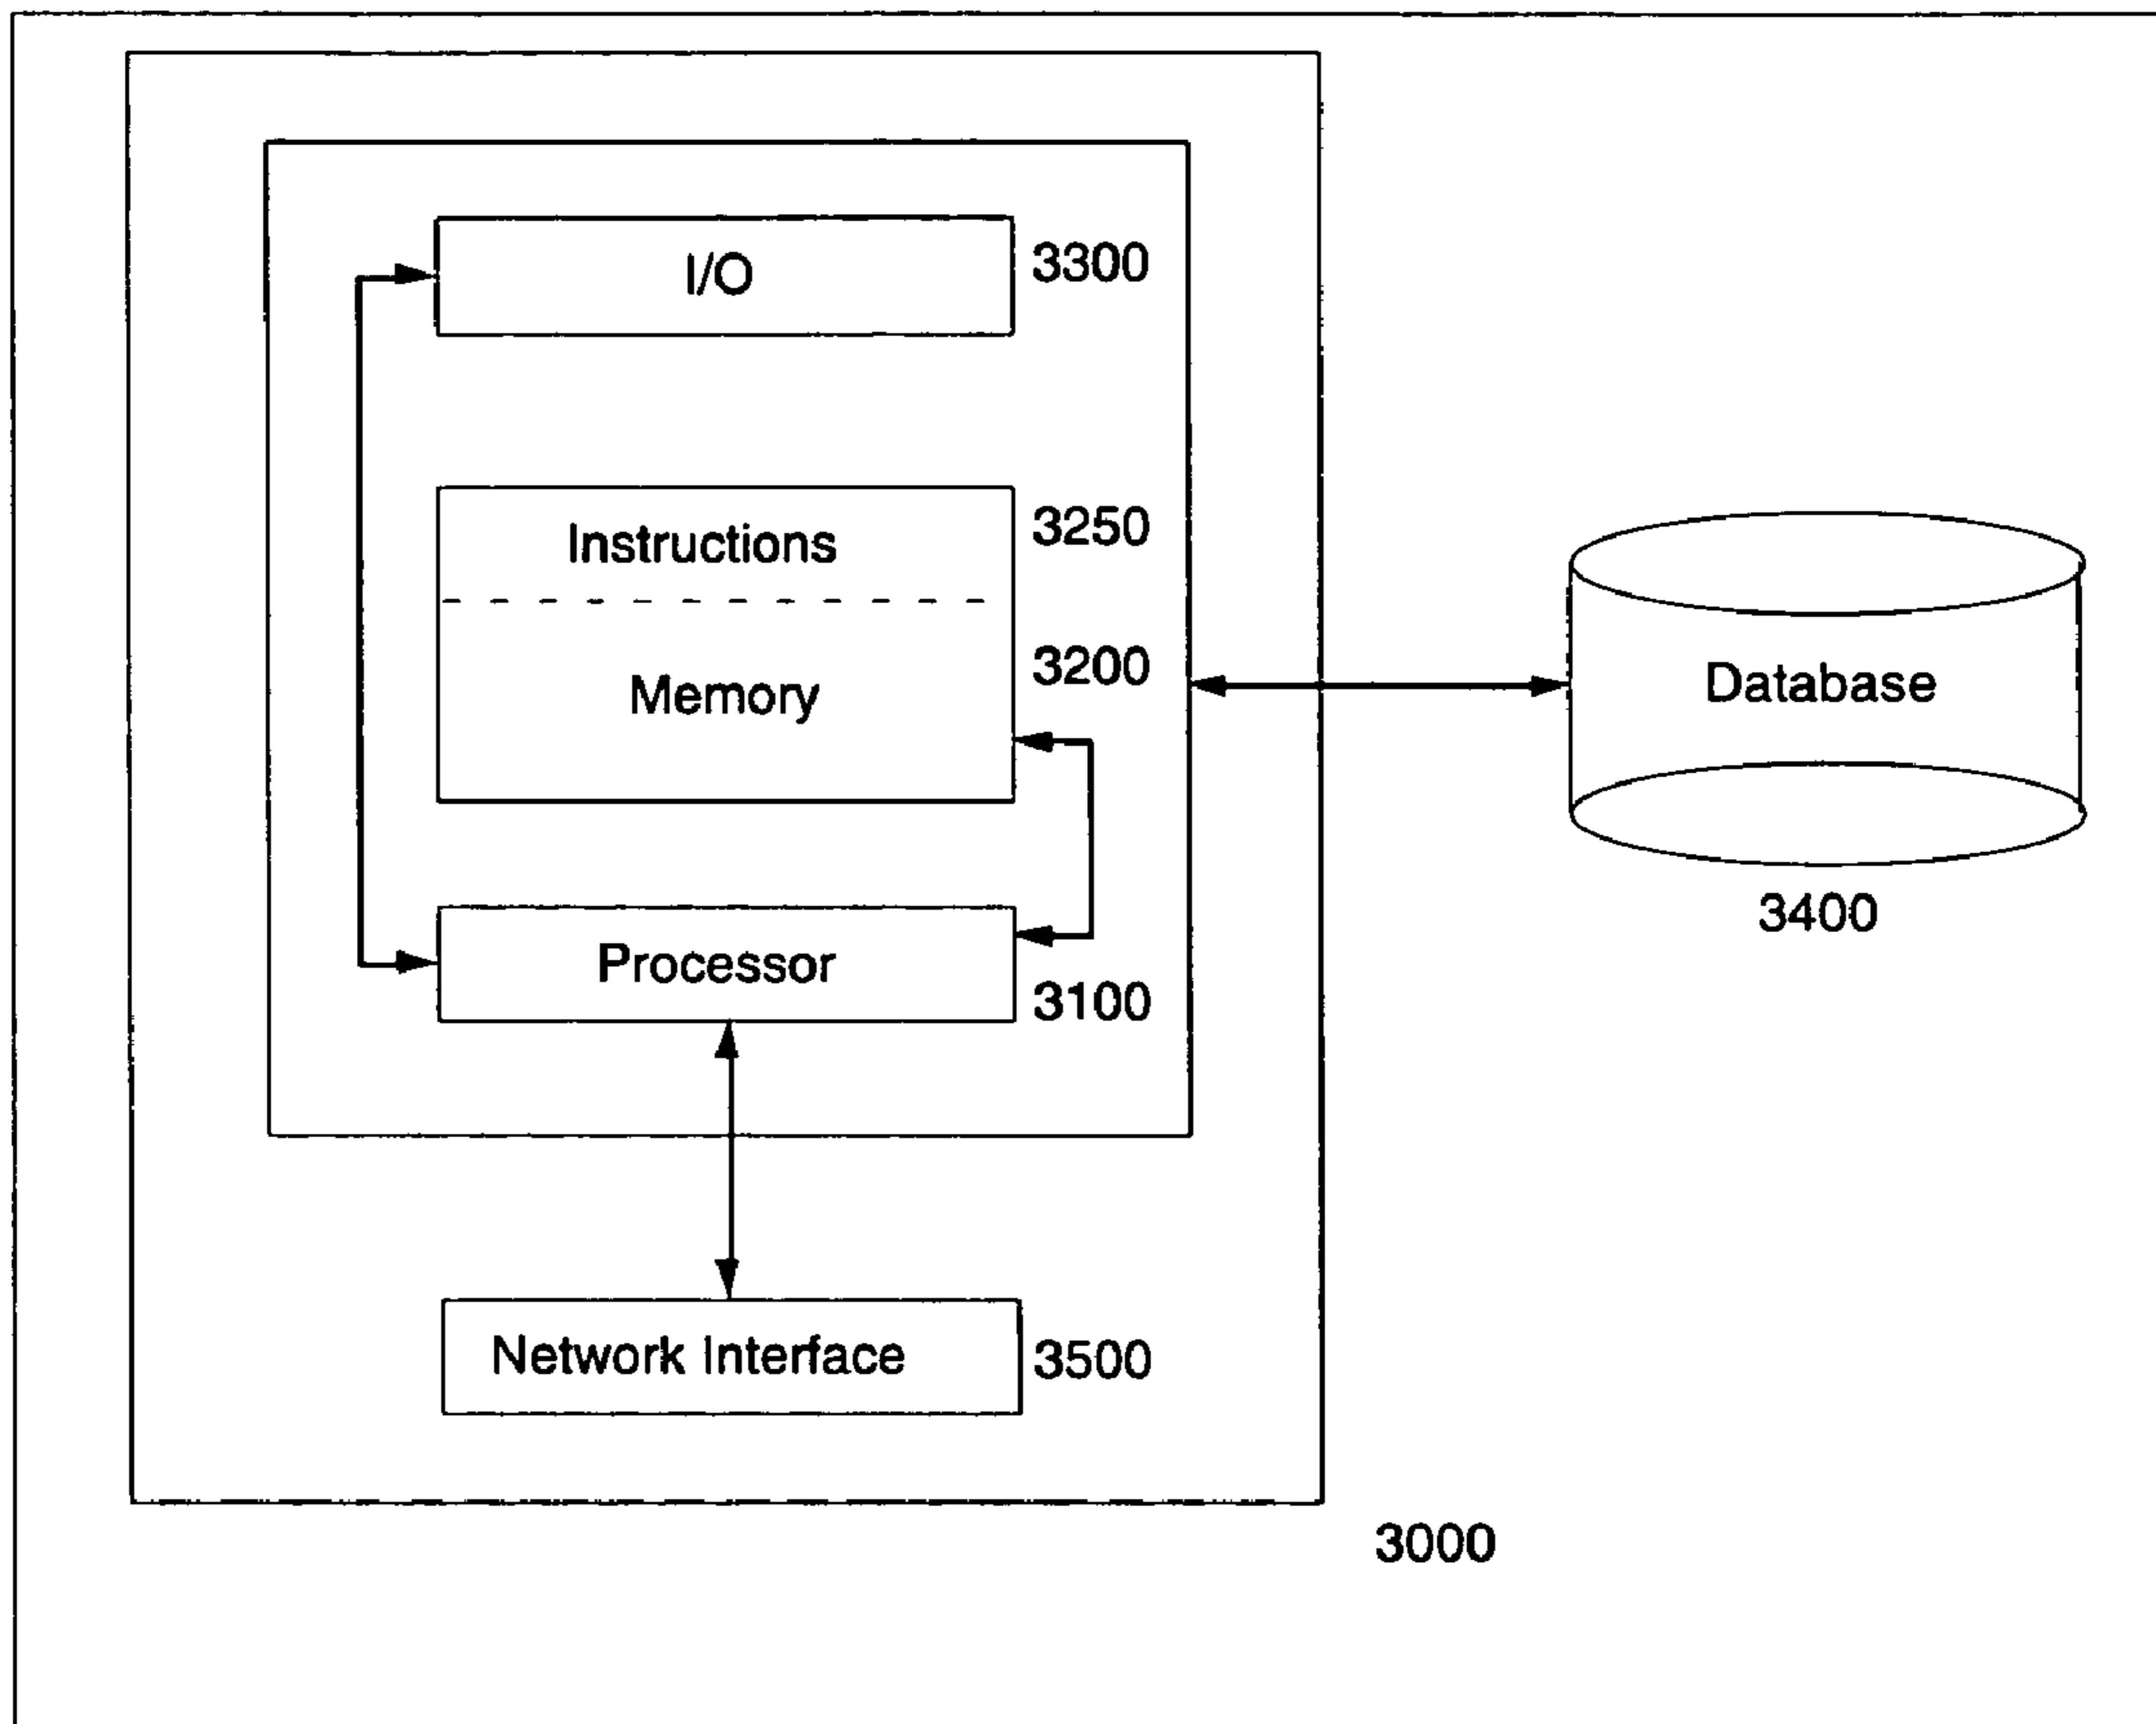 I/O
3300
Instructions
3250
Memory
3200
Database
3400
Processor
3100
Network Interface
3500
3000